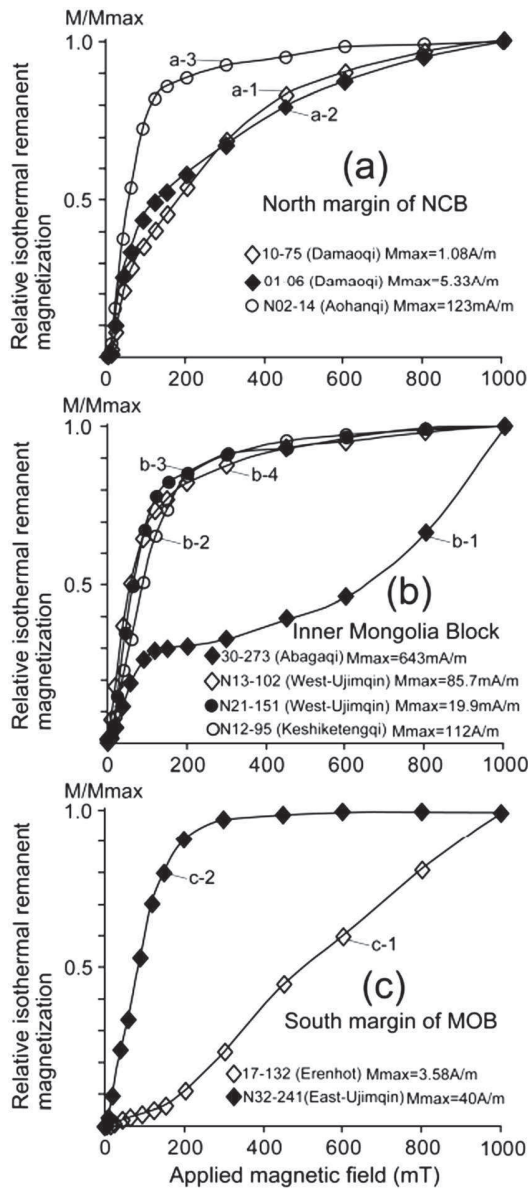 M/Mmax
Relative isothermal remanent
magnetization
1.0
0.5
a-3
a-1
a-2
(a)
North margin of NCB
10-75 (Damaoqi) Mmax=1.08A/m
01-06 (Damaoqi) Mmax=5.33A/m
N02-14 (Aohanqi) Mmax=123mA/m
0 200 400 600 800 1000
M/Mmax
Relative isothermal remanent
magnetization
1.0
0.5
b-3
b-4
b-2
b-1
(b)
Inner Mongolia Block
30-273 (Abagaqi) Mmax=643mA/m
N13-102 (West-Ujimqin) Mmax=85.7mA/m
N21-151 (West-Ujimqin) Mmax=19.9mA/m
N12-95 (Keshiketengqi) Mmax=112A/m
0 200 400 600 800 1000
M/Mmax
Relative isothermal remanent
magnetization
1.0
0.5
c-2
c-1
(c)
South margin of MOB
17-132 (Erenhot) Mmax=3.58A/m
N32-241(East-Ujimqin) Mmax=40A/m
0 200 400 600 800 1000
Applied magnetic field (mT)